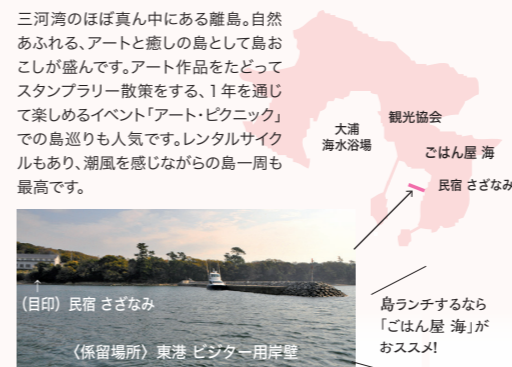 三河湾のほぼ真ん中にある離島。自然
あふれる、アートと癒しの島として島お
こしが盛んです。アート作品をたどって
スタンプラリー散策をする、1年を通じ
て楽しめるイベント「アート・ピクニック」
での島巡りも人気です。レンタルサイク
ルもあり、潮風を感じながらの島一周も
最高です。
大浦
海水浴場
観光協会
ごはん屋 海
民宿 さざなみ
↑
(目印) 民宿 さざなみ
〈係留場所〉東港 ビジター用岸壁
島ランチするなら
「ごはん屋 海」が
おススメ!